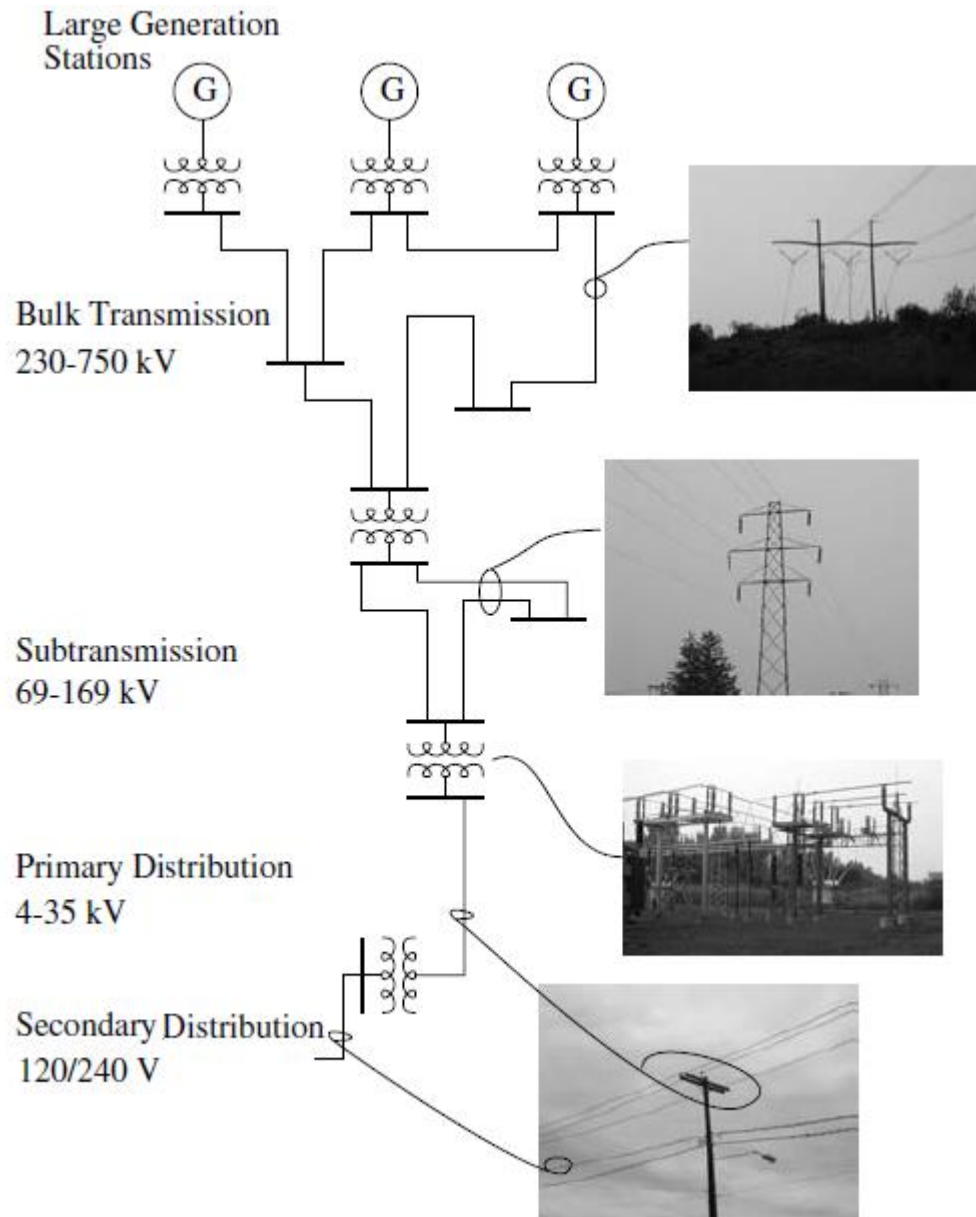 Large Generation
Stations
G
G
G
Bulk Transmission
230-750 kV
Subtransmission
69-169 kV
Primary Distribution
4-35 kV
Secondary Distribution
120/240 V